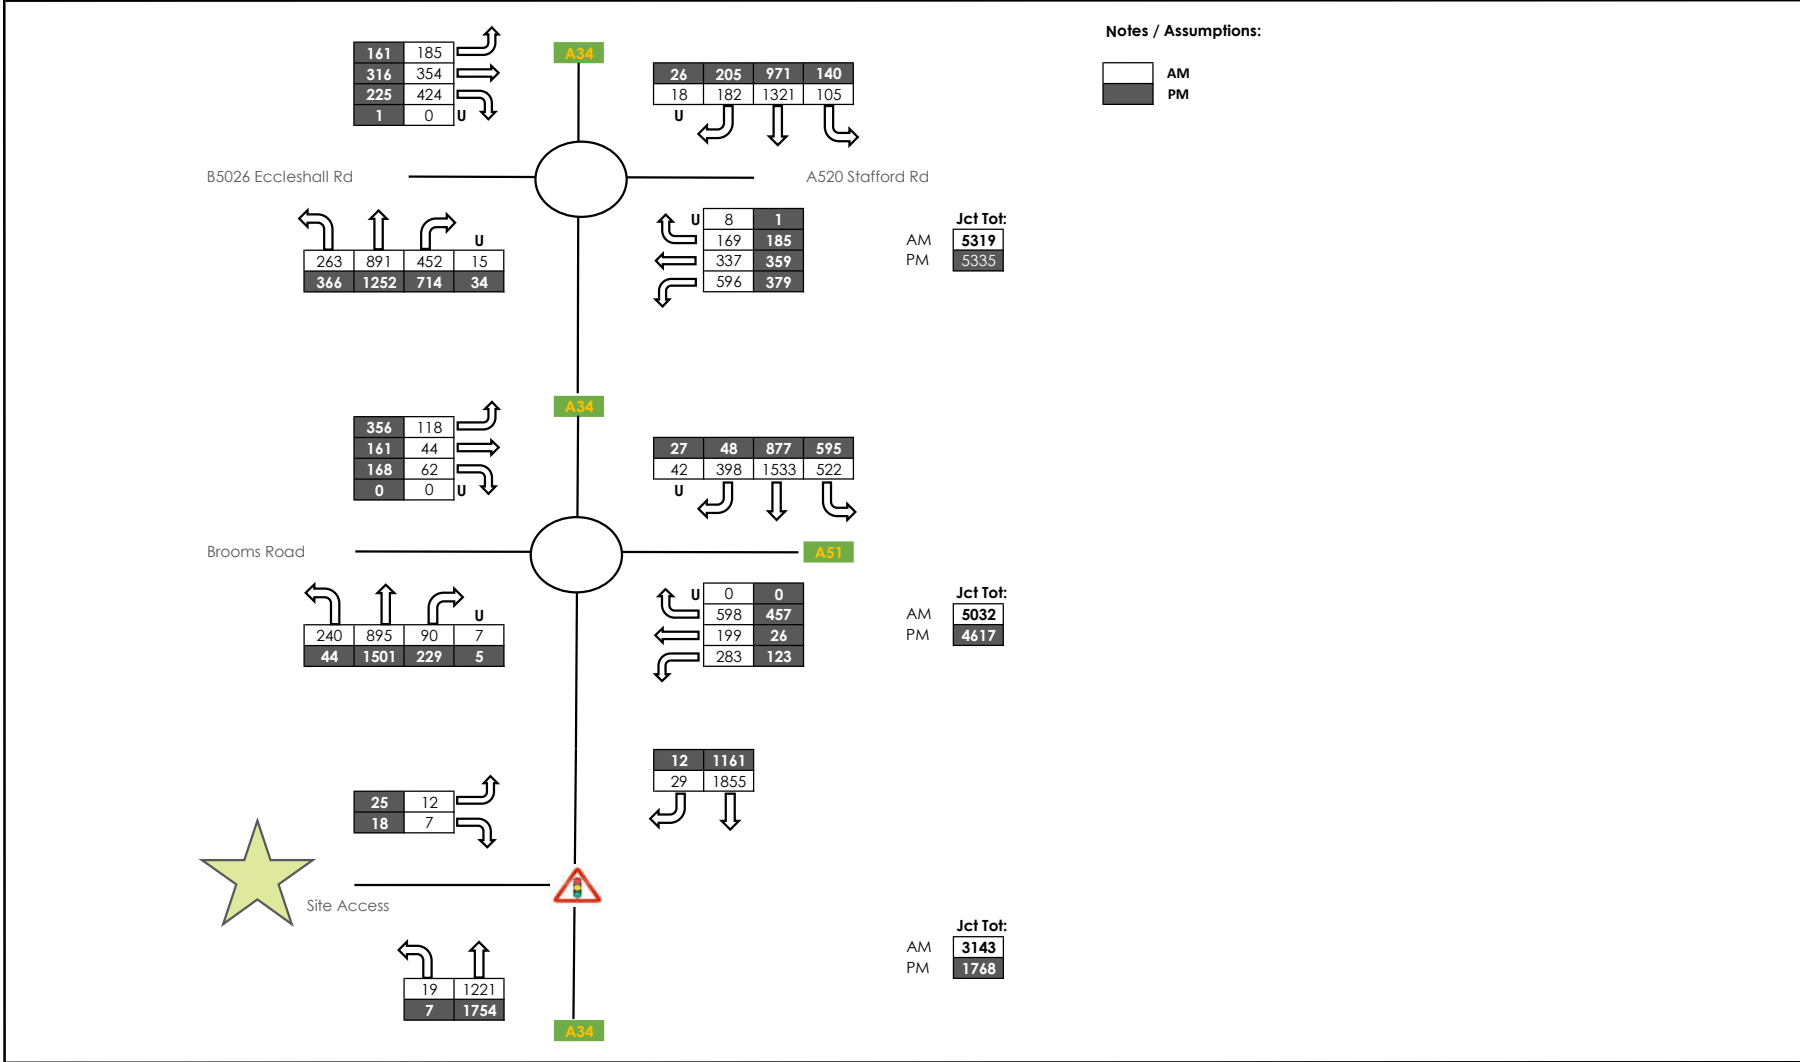 Notes / Assumptions:
AM
PM
A34
161 185
316 354
225 424
1 0 U
26 205 971 140
18 182 1321 105
U
B5026 Eccleshall Rd
A520 Stafford Rd
U
263 891 452 15
366 1252 714 34
U 8 1
169 185
337 359
596 379
Jct Tot:
AM 5319
PM 5335
A34
356 118
161 44
168 62
0 0 U
27 48 877 595
42 398 1533 522
U
Brooms Road
A51
U
240 895 90 7
44 1501 229 5
U 0 0
598 457
199 26
283 123
Jct Tot:
AM 5032
PM 4617
12 1161
29 1855
25 12
18 7
Site Access
19 1221
7 1754
Jct Tot:
AM 3143
PM 1768
A34